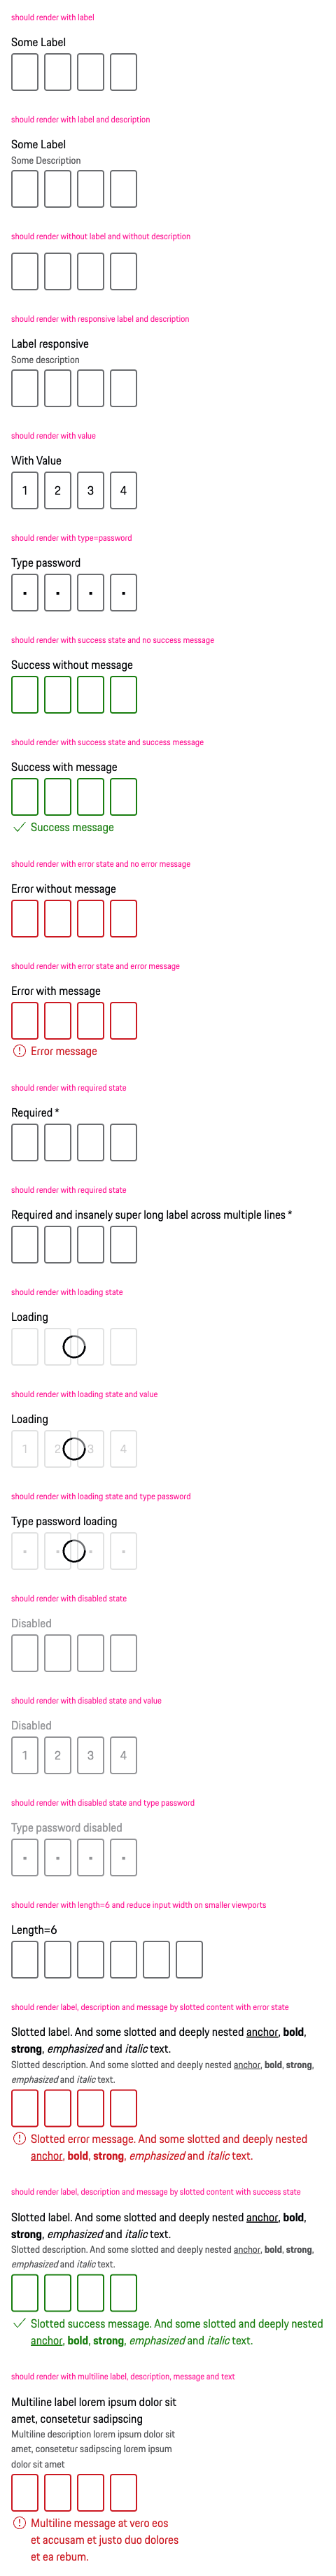 should render with label
Some Label
should render with label and description
Some Label
Some Description
should render without label and without description
should render with responsive label and description
Label responsive
Some description
should render with value
With Value
1 2 3 4
should render with type=password
Type password
should render with success state and no success message
Success without message
should render with success state and success message
Success with message
Success message
should render with error state and no error message
Error without message
should render with error state and error message
Error with message
Error message
should render with required state
Required *
should render with required state
Required and insanely super long label across multiple lines *
should render with loading state
Loading
should render with loading state and value
Loading
1 2 3 4
should render with loading state and type password
Type password loading
should render with disabled state
Disabled
should render with disabled state and value
Disabled
1 2 3 4
should render with disabled state and type password
Type password disabled
should render with length=6 and reduce input width on smaller viewports
Length=6
should render label, description and message by slotted content with error state
Slotted label. And some slotted and deeply nested anchor, bold,
strong, emphasized and italic text.
Slotted description. And some slotted and deeply nested anchor, bold, strong,
emphasized and italic text.
Slotted error message. And some slotted and deeply nested
anchor, bold, strong, emphasized and italic text.
should render label, description and message by slotted content with success state
Slotted label. And some slotted and deeply nested anchor, bold,
strong, emphasized and italic text.
Slotted description. And some slotted and deeply nested anchor, bold, strong,
emphasized and italic text.
Slotted success message. And some slotted and deeply nested
anchor, bold, strong, emphasized and italic text.
should render with multiline label, description, message and text
Multiline label lorem ipsum dolor sit
amet, consetetur sadipscing
Multiline description lorem ipsum dolor sit
amet, consetetur sadipscing lorem ipsum
dolor sit amet
Multiline message at vero eos
et accusam et justo duo dolores
et ea rebum.